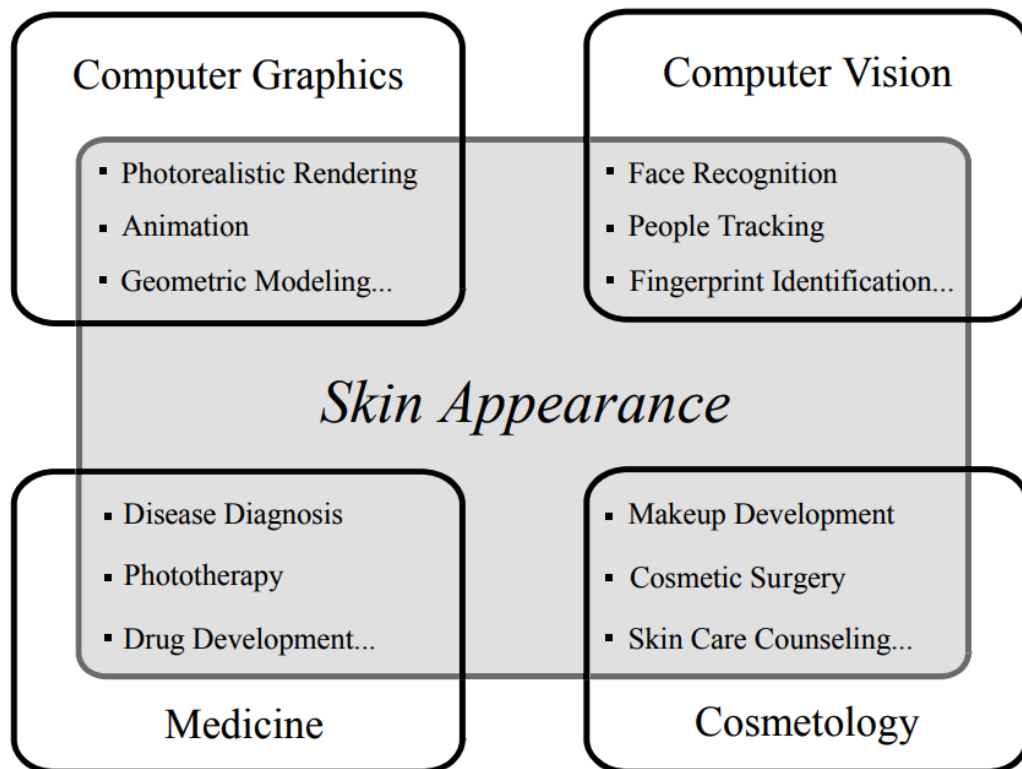 Computer Graphics
▪ Photorealistic Rendering
▪ Animation
▪ Geometric Modeling...
Computer Vision
▪ Face Recognition
▪ People Tracking
▪ Fingerprint Identification...
Skin Appearance
▪ Disease Diagnosis
▪ Phototherapy
▪ Drug Development...
Medicine
▪ Makeup Development
▪ Cosmetic Surgery
▪ Skin Care Counseling...
Cosmetology